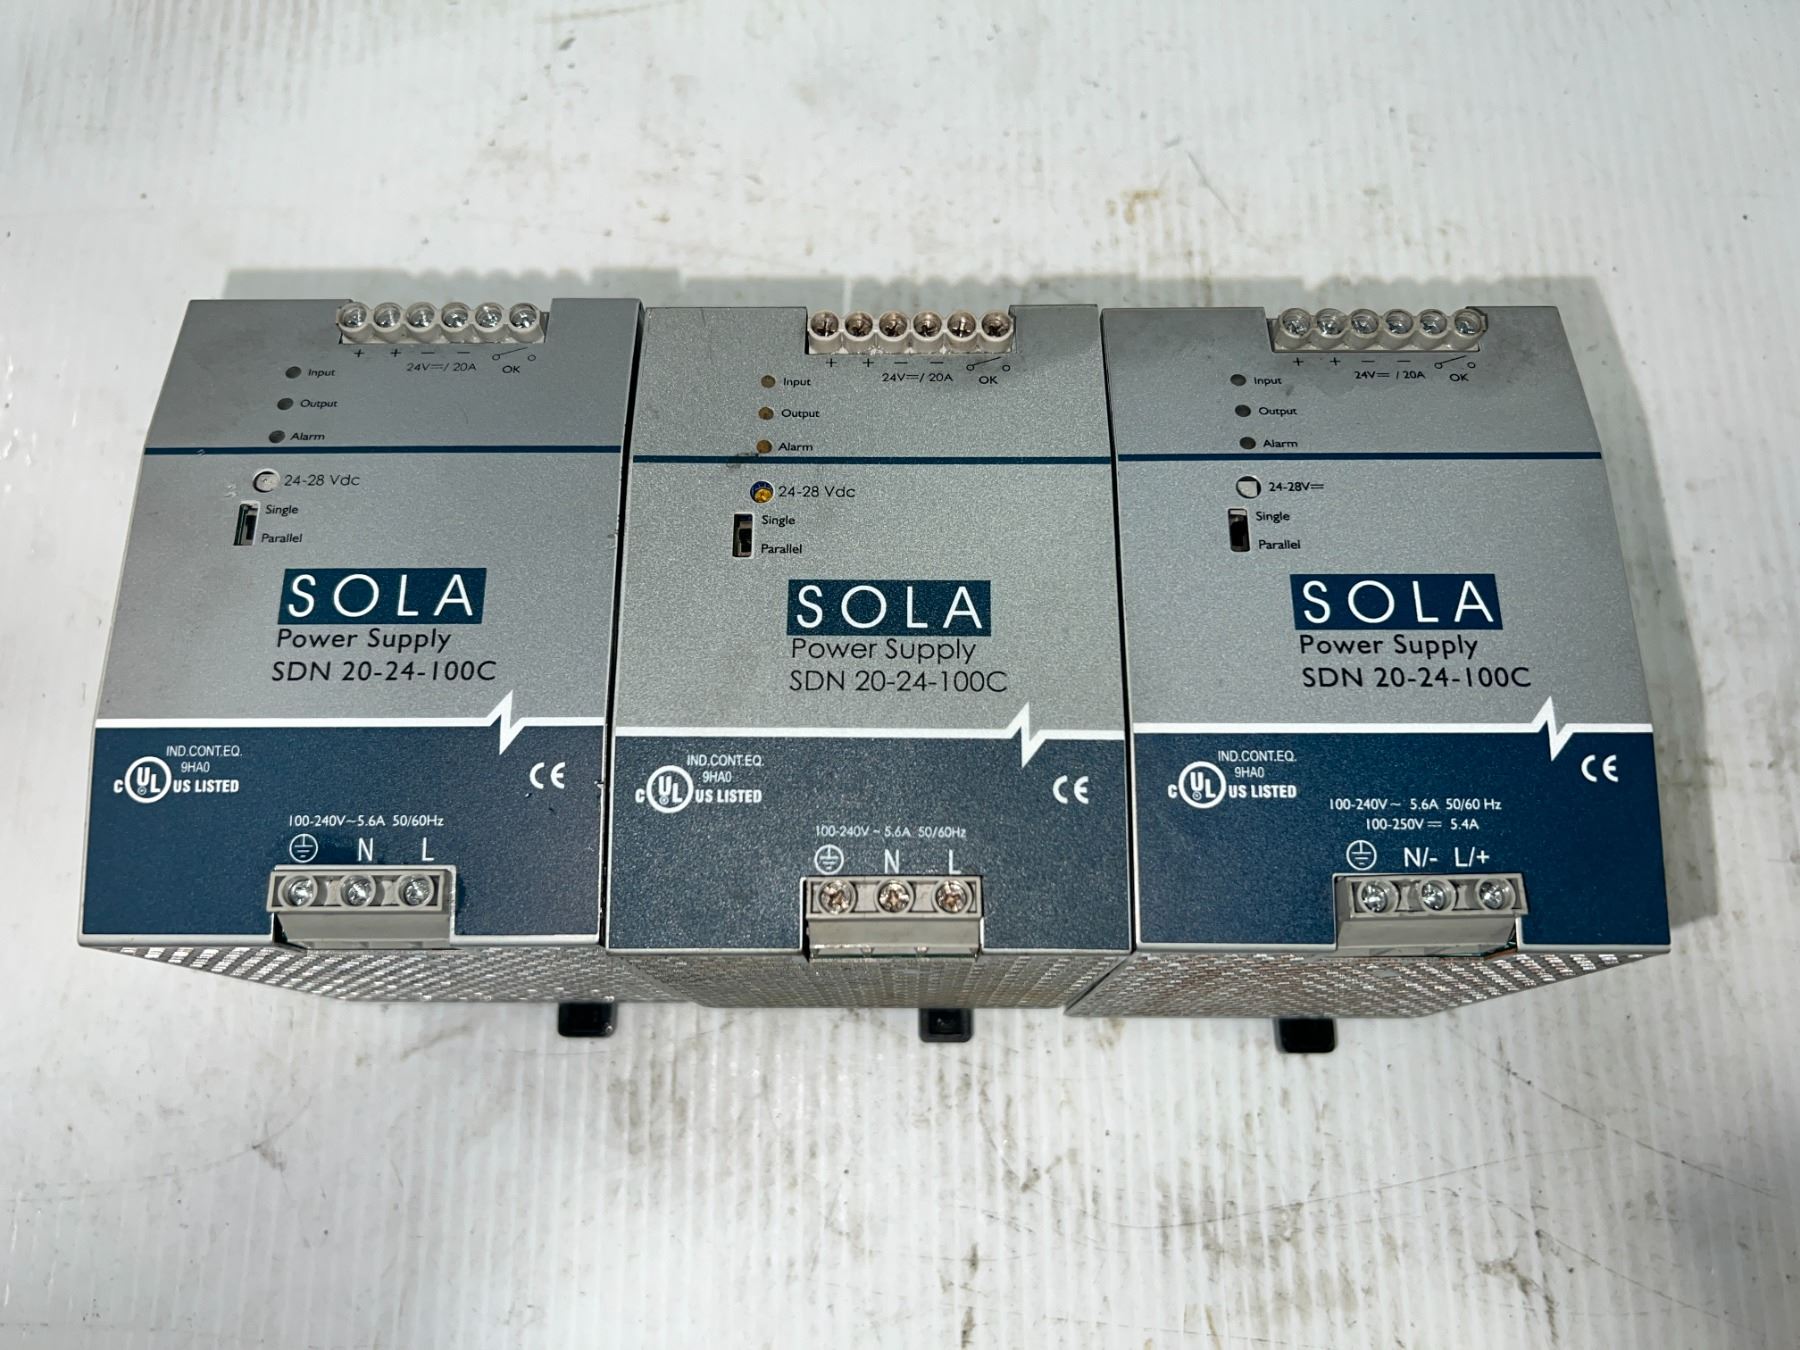 + + − −
24V⎓/ 20A OK
Input
Output
Alarm
24-28 Vdc
Single
Parallel
SOLA
Power Supply
SDN 20-24-100C
IND.CONT.EQ.
9HA0
C UL US LISTED
CE
100-240V~5.6A 50/60Hz
N L
+ + − −
24V⎓/ 20A OK
Input
Output
Alarm
24-28 Vdc
Single
Parallel
SOLA
Power Supply
SDN 20-24-100C
IND.CONT.EQ.
9HA0
C UL US LISTED
CE
100-240V~5.6A 50/60Hz
N L
+ + − −
24V⎓ / 20A OK
Input
Output
Alarm
24-28V⎓
Single
Parallel
SOLA
Power Supply
SDN 20-24-100C
IND.CONT.EQ.
9HA0
C UL US LISTED
CE
100-240V~ 5.6A 50/60 Hz
100-250V⎓ 5.4A
N/- L/+